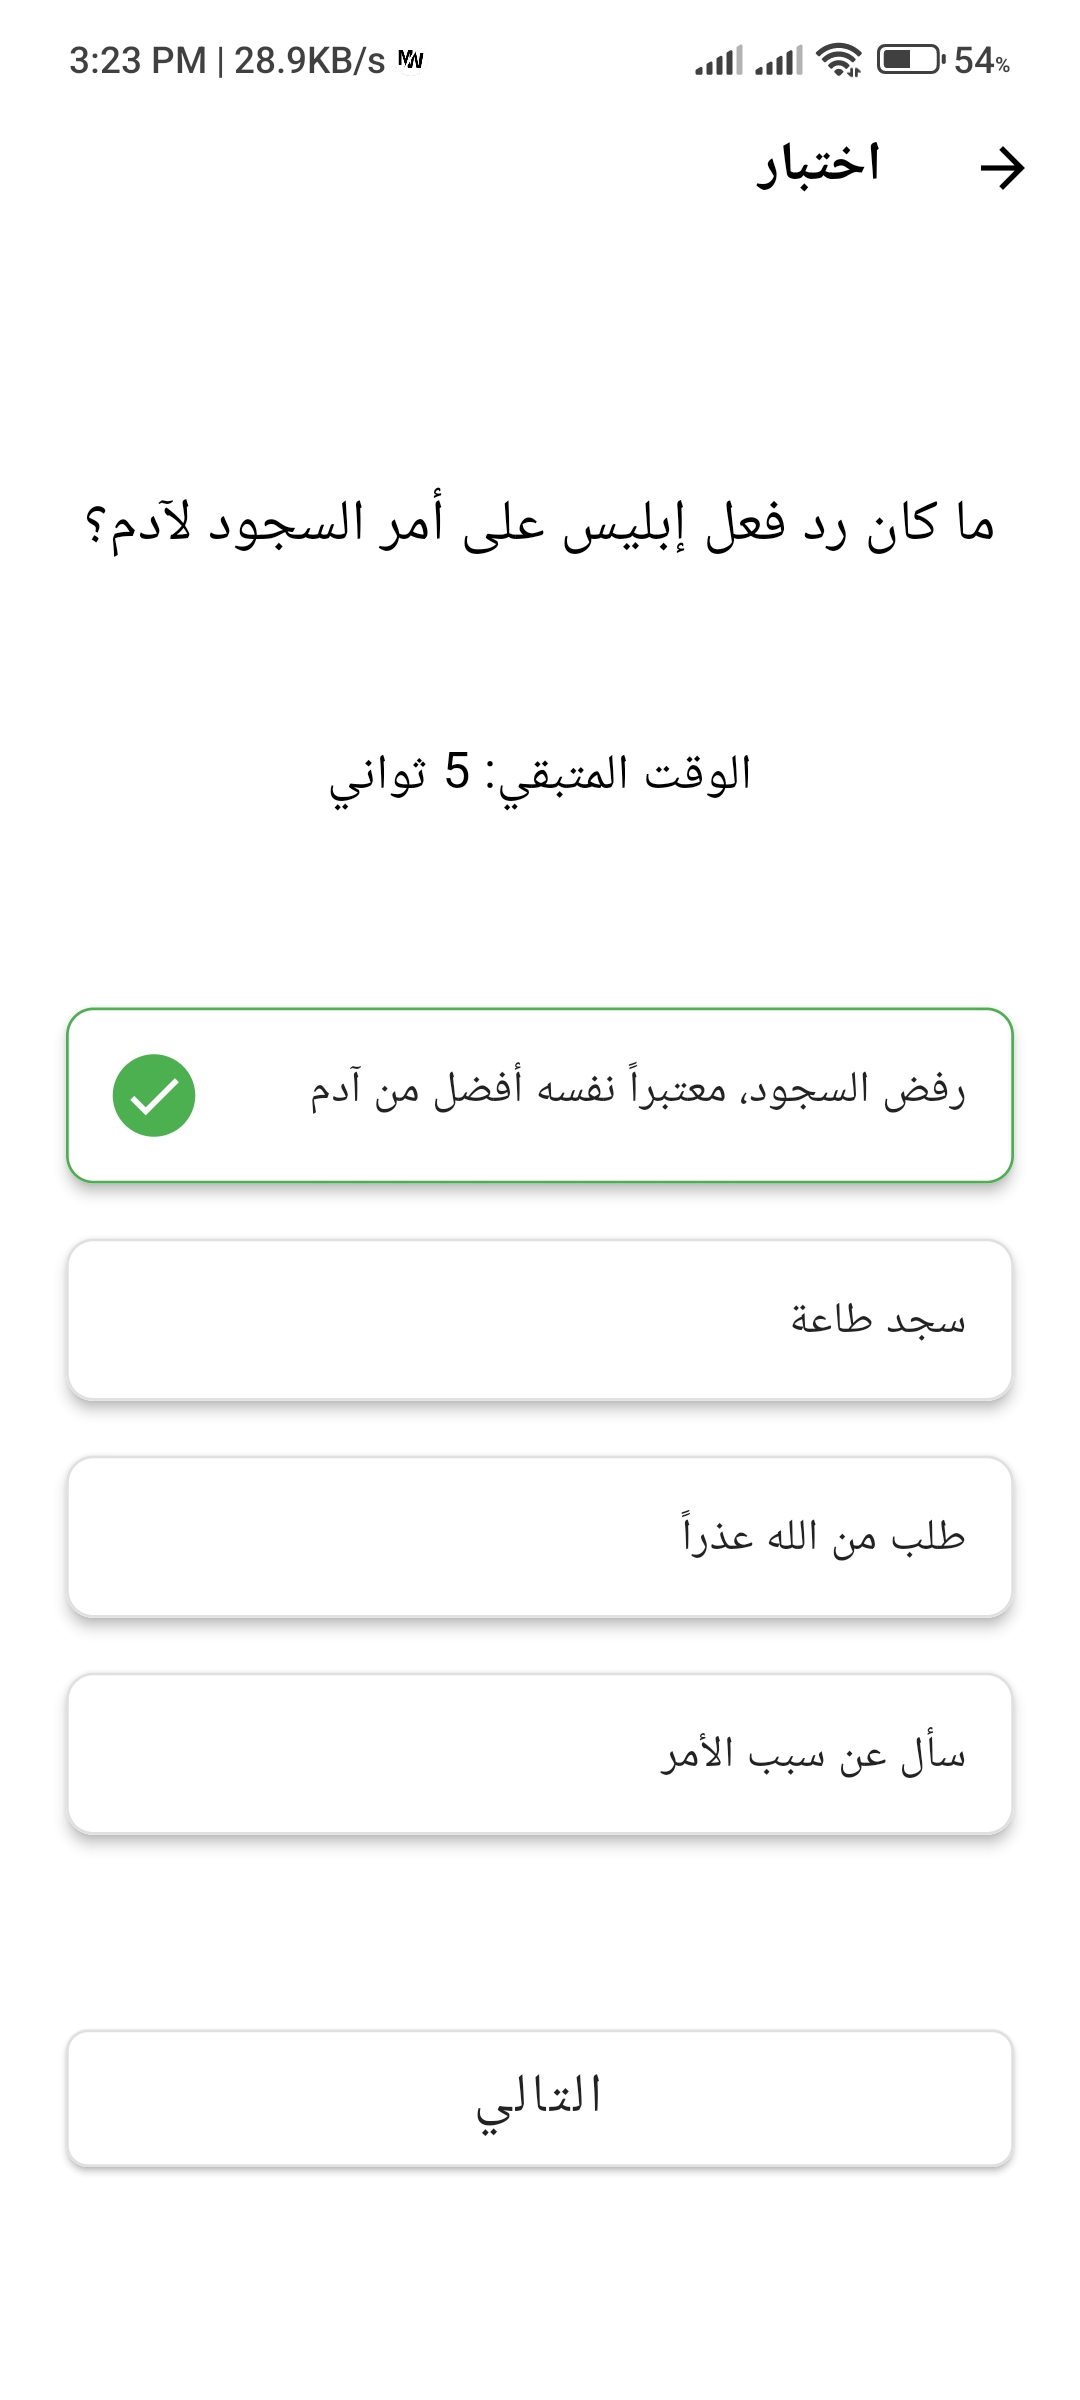 3:23 PM | 28.9KB/s
54%
اختبار
ما كان رد فعل إبليس على أمر السجود لآدم؟
الوقت المتبقي: 5 ثواني
رفض السجود، معتبراً نفسه أفضل من آدم
سجد طاعة
طلب من الله عذراً
سأل عن سبب الأمر
التالي